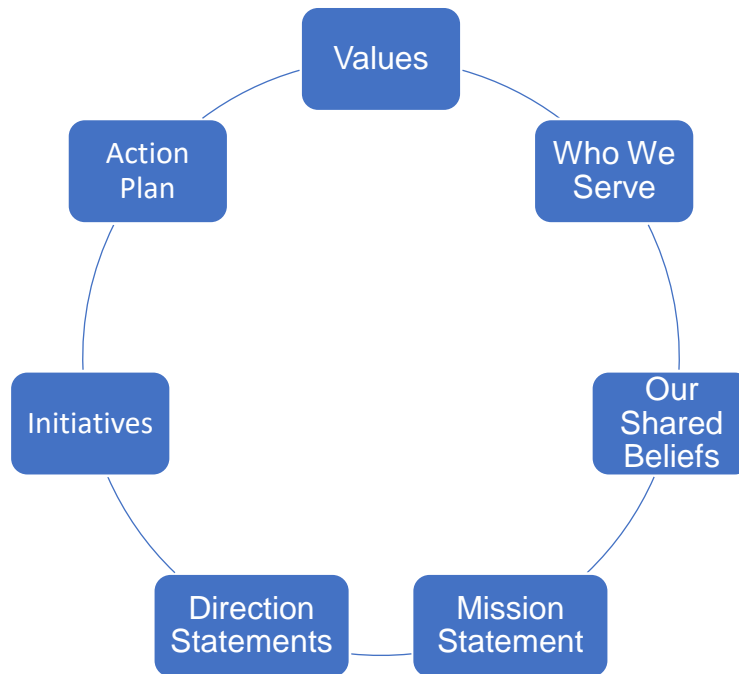 Values
Who We
Serve
Our
Shared
Beliefs
Mission
Statement
Direction
Statements
Initiatives
Action
Plan